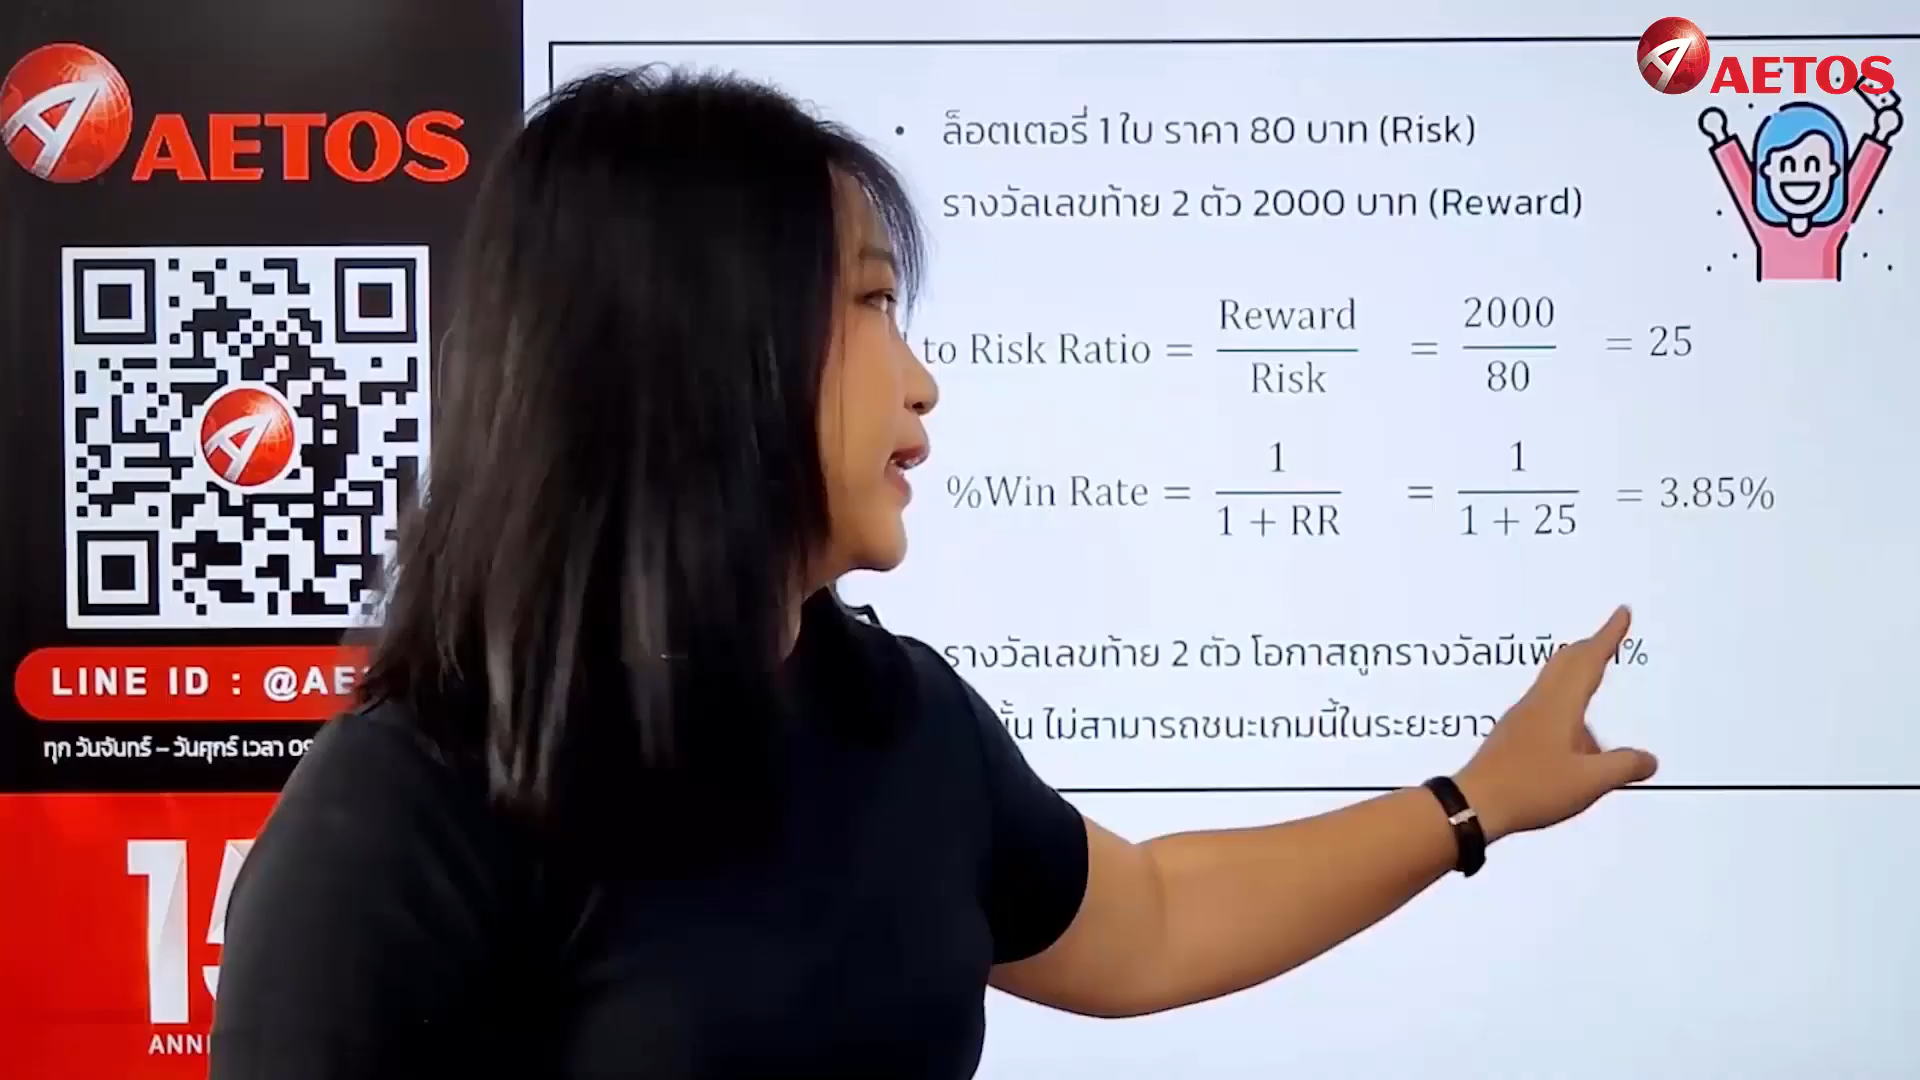 AETOS
LINE ID :
ทุก วันจันทร์ – วันศุกร์ เวลา
AETOS
• ล็อตเตอรี่ 1 ใบ ราคา 80 บาท (Risk)
รางวัลเลขท้าย 2 ตัว 2000 บาท (Reward)
to Risk Ratio = Reward / Risk = 2000 / 80 = 25
%Win Rate = 1 / 1 + RR = 1 / 1 + 25 = 3.85%
รางวัลเลขท้าย 2 ตัว โอกาสถูกรางวัลมี
ไม่สามารถชนะเกมนี้ในระยะยาว